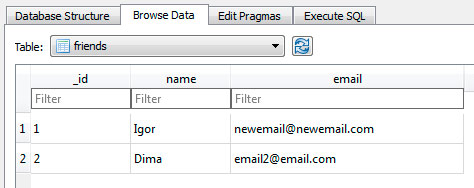 Database Structure Browse Data Edit Pragmas Execute SQL
Table: friends
_id name email
Filter Filter Filter
1 1 Igor newemail@newemail.com
2 2 Dima email2@email.com